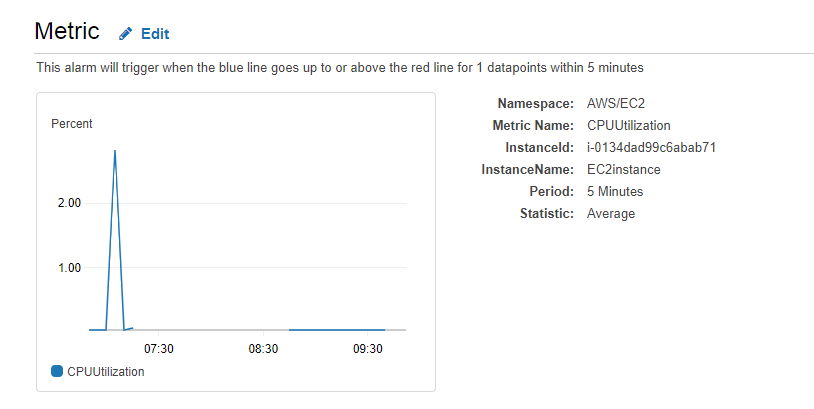 Metric Edit
This alarm will trigger when the blue line goes up to or above the red line for 1 datapoints within 5 minutes
Percent
2.00
1.00
07:30 08:30 09:30
CPUUtilization
Namespace: AWS/EC2
Metric Name: CPUUtilization
InstanceId: i-0134dad99c6abab71
InstanceName: EC2instance
Period: 5 Minutes
Statistic: Average